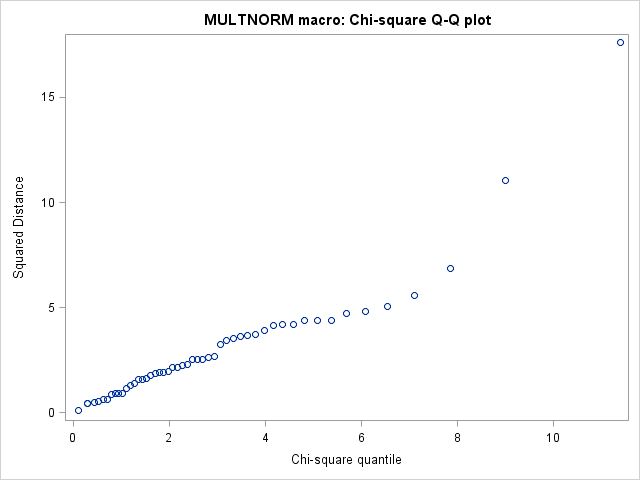 MULTNORM macro: Chi-square Q-Q plot
15
10
5
0
Squared Distance
0 2 4 6 8 10
Chi-square quantile